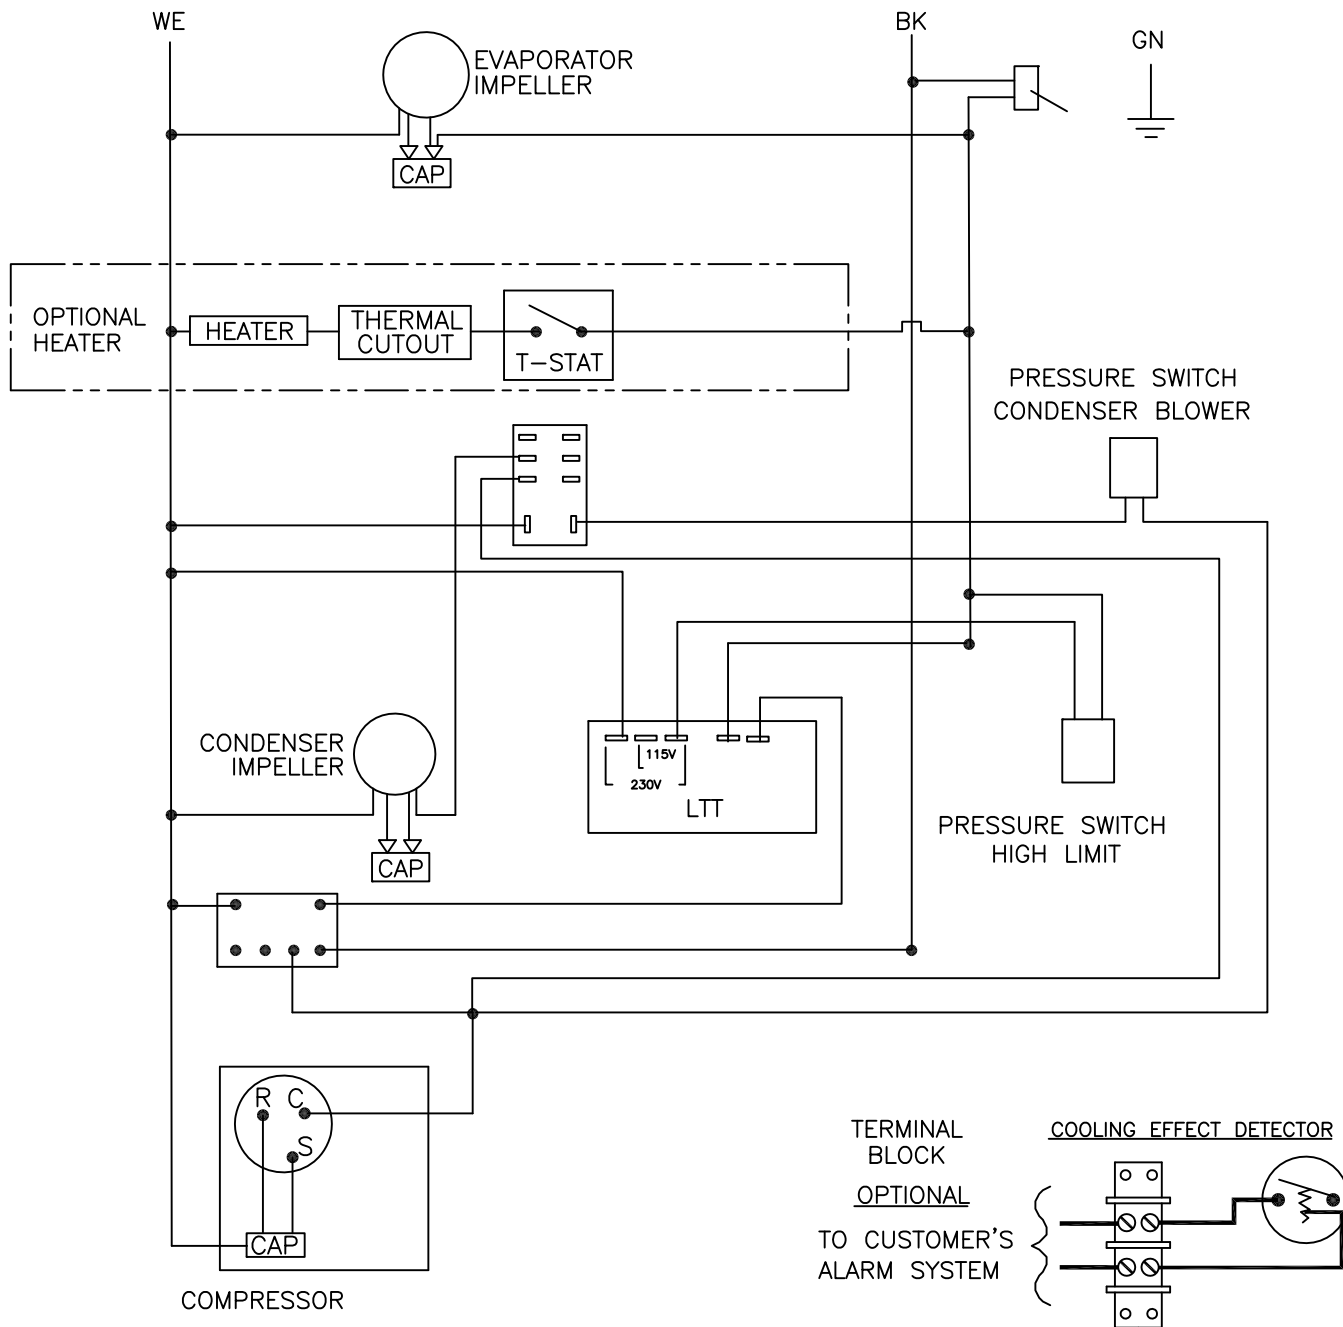 WE
BK
GN
EVAPORATOR
IMPELLER
CAP
OPTIONAL
HEATER
HEATER
THERMAL
CUTOUT
T-STAT
PRESSURE SWITCH
CONDENSER BLOWER
CONDENSER
IMPELLER
CAP
115V
230V
LTT
PRESSURE SWITCH
HIGH LIMIT
R C
S
CAP
COMPRESSOR
TERMINAL
BLOCK
OPTIONAL
TO CUSTOMER'S
ALARM SYSTEM
COOLING EFFECT DETECTOR